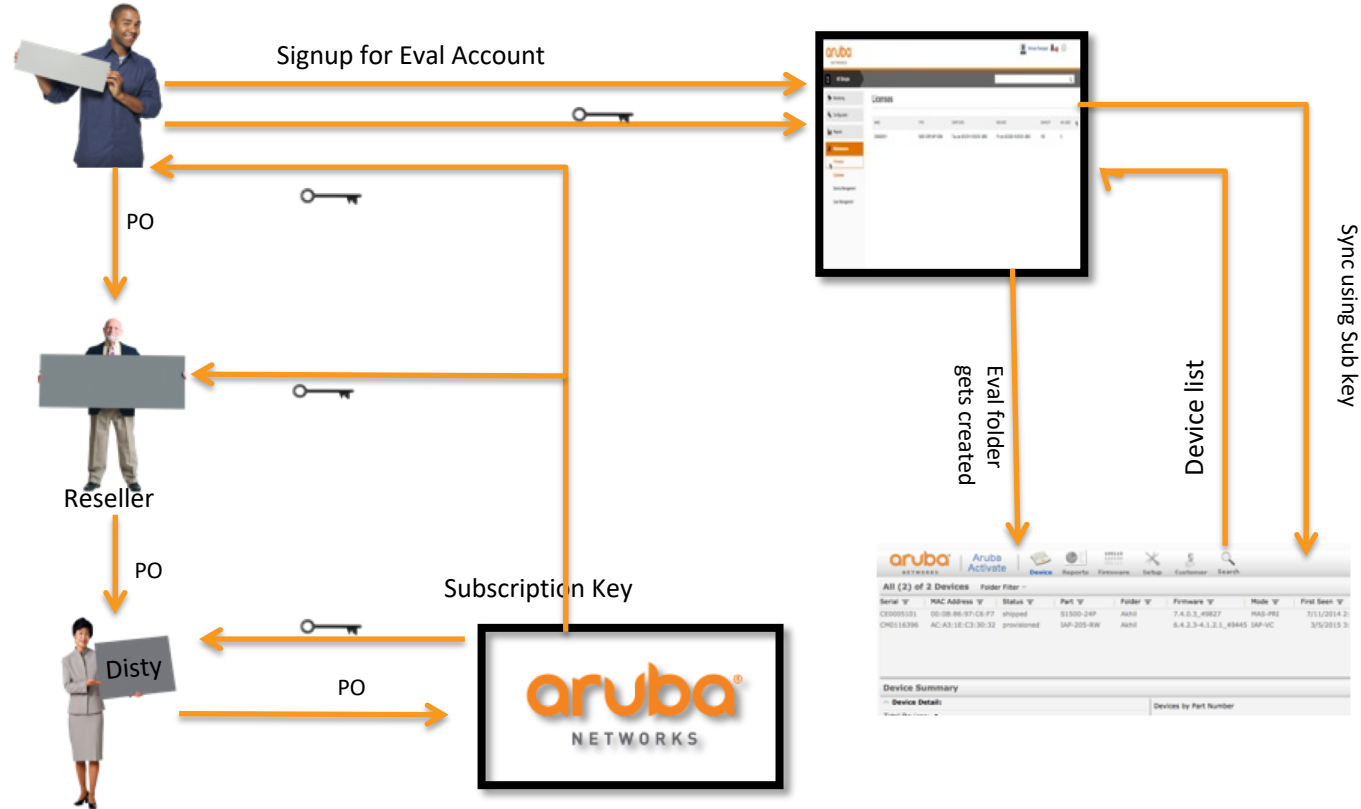 Signup for Eval Account
aruba
NETWORKS
Licenses
PO
Reseller
PO
Disty
PO
Subscription Key
aruba®
NETWORKS
Eval folder
gets created
Device list
Sync using Sub key
aruba
NETWORKS
Aruba
Activate
Device Reports Firmware Setup Customer Search
All (2) of 2 Devices Folder Filter
Serial MAC Address Status Part Folder Firmware Mode First Seen
CE0005101 00:0B:86:97:C6:F7 shipped S1500-24P Akhil 7.4.0.3_49827 MAS-PRI 7/11/2014 2:
CM0116396 AC:A3:1E:C3:30:32 provisioned IAP-205-RW Akhil 6.4.2.3-4.1.2.1_49445 IAP-VC 3/5/2015 3:
Device Summary
Device Detail:
Devices by Part Number